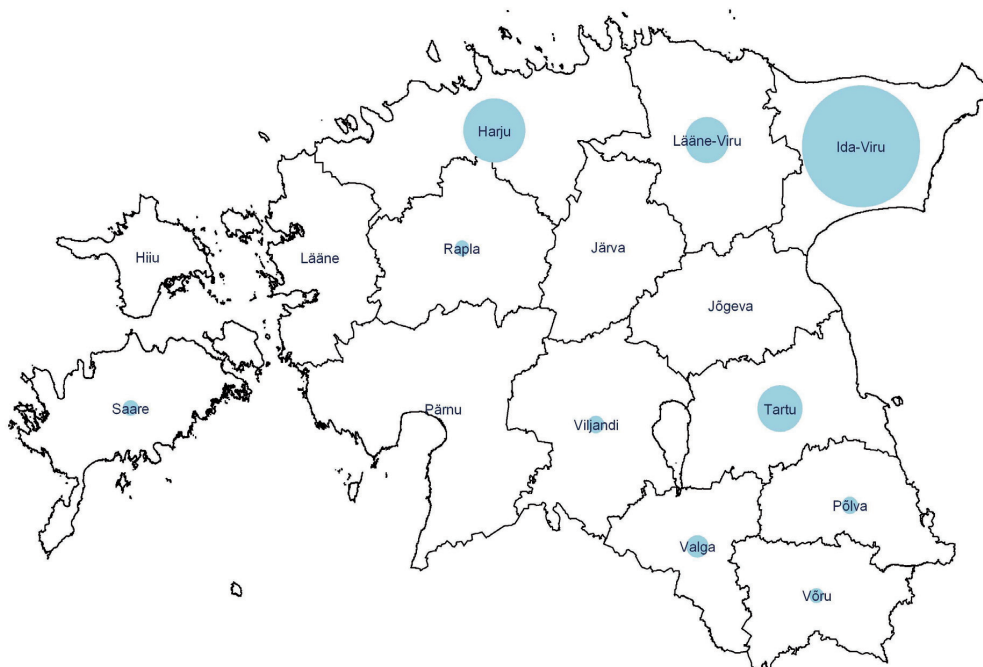 Harju
Lääne-Viru
Ida-Viru
Hiiu
Lääne
Rapla
Järva
Jõgeva
Saare
Pärnu
Viljandi
Tartu
Põlva
Valga
Võru